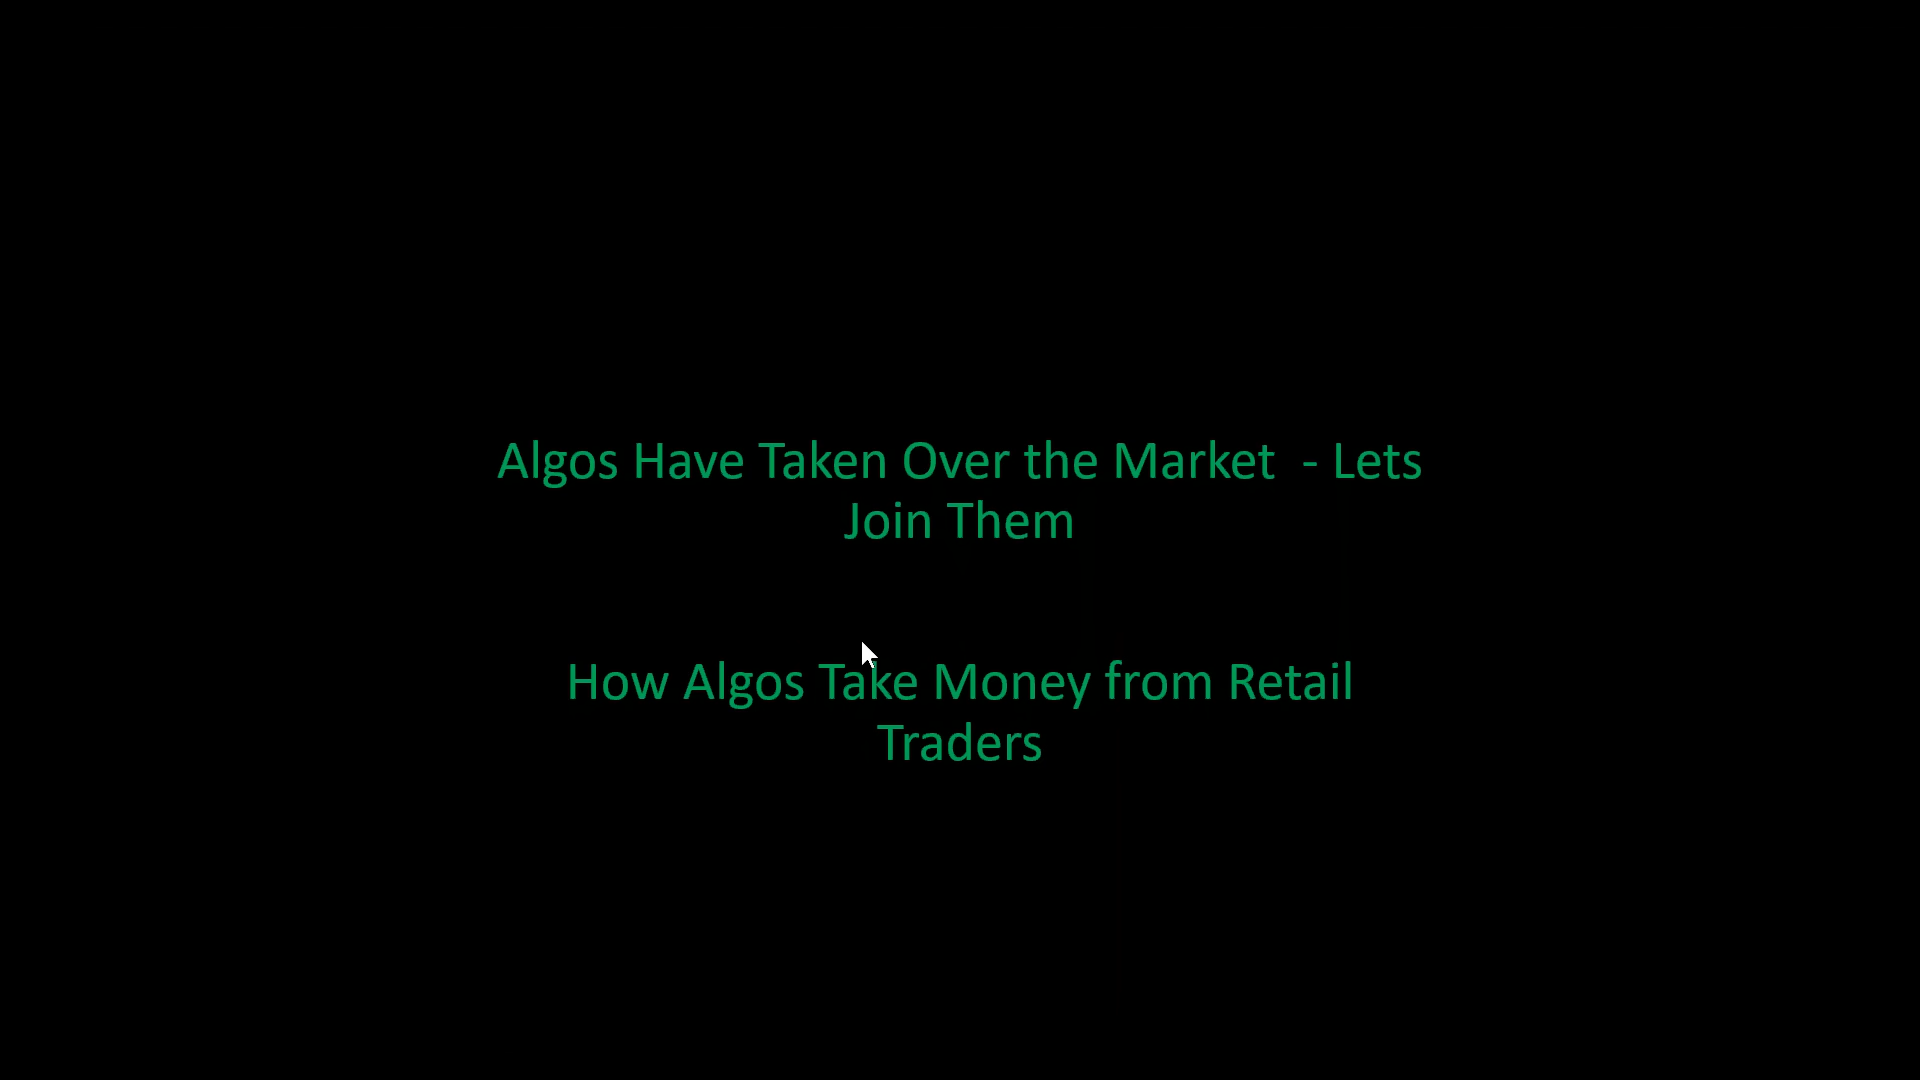 Algos Have Taken Over the Market  - Lets
Join Them
How Algos Take Money from Retail
Traders